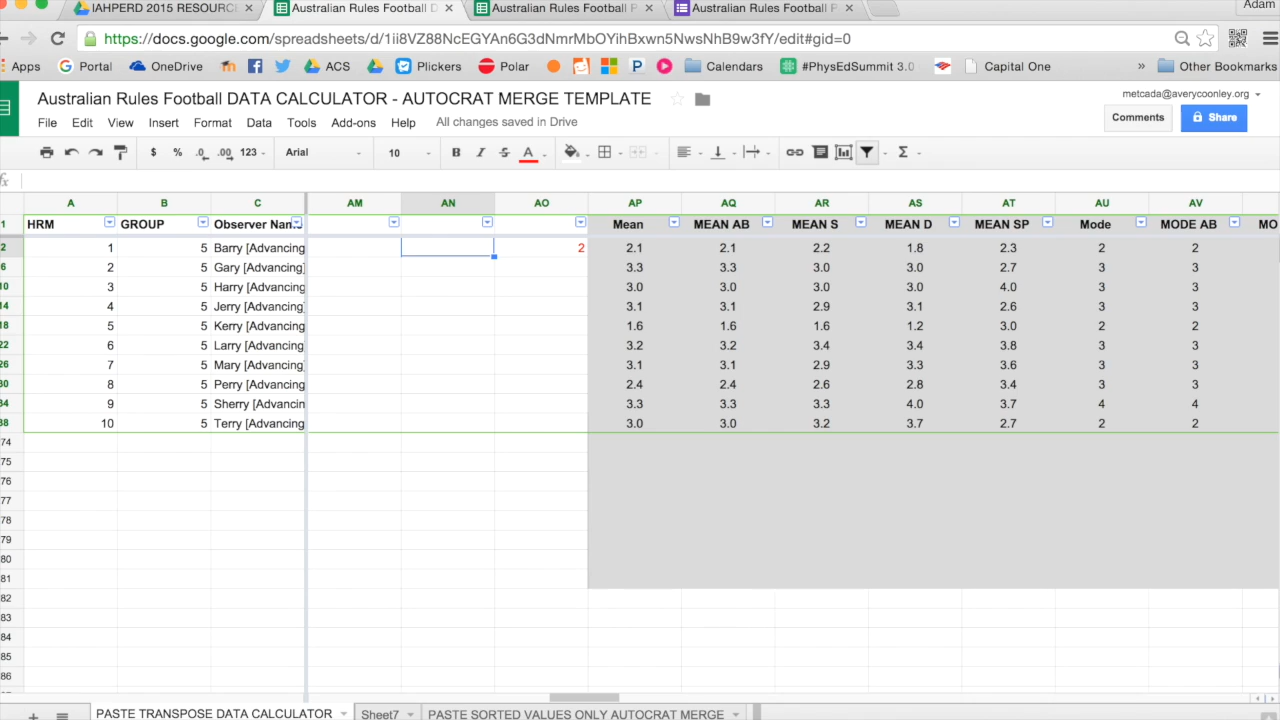 IAHPERD 2015 RESOURC × Australian Rules Football D × Australian Rules Football P × Australian Rules Football P × Adam
https://docs.google.com/spreadsheets/d/1ii8VZ88NcEGYAn6G3dNmrMbOYihBxwn5NwsNhB9w3fY/edit#gid=0
Apps Portal OneDrive ACS Plickers Polar Calendars #PhysEdSummit 3.0 Capital One » Other Bookmarks
Australian Rules Football DATA CALCULATOR - AUTOCRAT MERGE TEMPLATE metcada@averycoonley.org
File Edit View Insert Format Data Tools Add-ons Help All changes saved in Drive Comments Share
$ % .0 .00 123 Arial 10 B I S A Σ
fx
A B C AM AN AO AP AQ AR AS AT AU AV
1 HRM GROUP Observer Nam Mean MEAN AB MEAN S MEAN D MEAN SP Mode MODE AB MO
2 1 5 Barry [Advancing 2 2.1 2.1 2.2 1.8 2.3 2 2
6 2 5 Gary [Advancing] 3.3 3.3 3.0 3.0 2.7 3 3
10 3 5 Harry [Advancing 3.0 3.0 3.0 3.0 4.0 3 3
14 4 5 Jerry [Advancing] 3.1 3.1 2.9 3.1 2.6 3 3
18 5 5 Kerry [Advancing] 1.6 1.6 1.6 1.2 3.0 2 2
22 6 5 Larry [Advancing] 3.2 3.2 3.4 3.4 3.8 3 3
26 7 5 Mary [Advancing] 3.1 3.1 2.9 3.3 3.6 3 3
30 8 5 Perry [Advancing 2.4 2.4 2.6 2.8 3.4 3 3
34 9 5 Sherry [Advancin 3.3 3.3 3.3 4.0 3.7 4 4
38 10 5 Terry [Advancing 3.0 3.0 3.2 3.7 2.7 2 2
74
75
76
77
78
79
80
81
82
83
84
85
86
PASTE TRANSPOSE DATA CALCULATOR Sheet7 PASTE SORTED VALUES ONLY AUTOCRAT MERGE